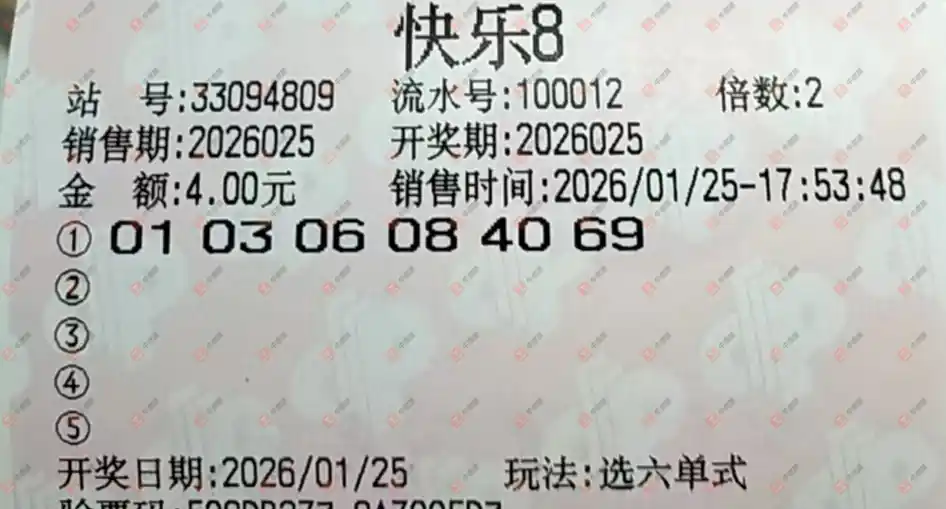 快乐8
站 号:33094809 流水号:100012 倍数:2
销售期:2026025 开奖期:2026025
金 额:4.00元 销售时间:2026/01/25-17:53:48
① 01 03 06 08 40 69
②
③
④
⑤
开奖日期:2026/01/25 玩法:选六单式